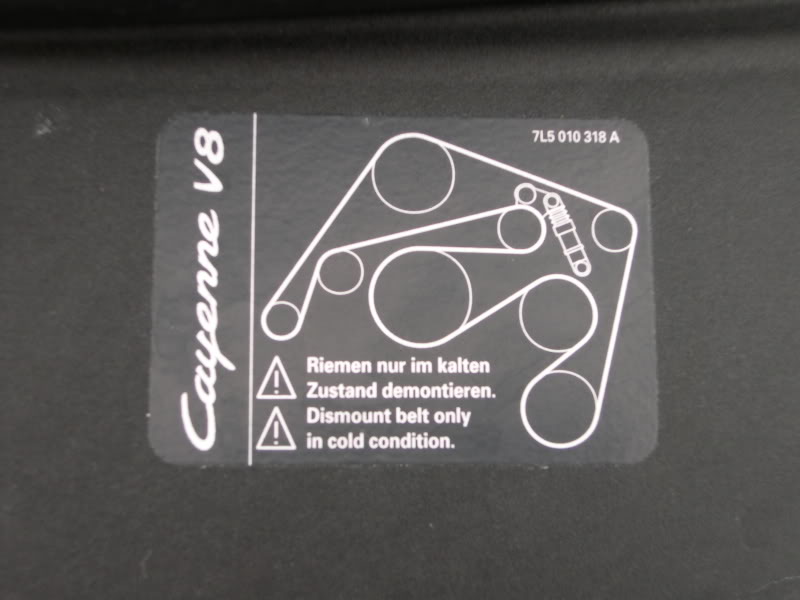 Cayenne V8
7L5 010 318 A
Riemen nur im kalten
Zustand demontieren.
Dismount belt only
in cold condition.